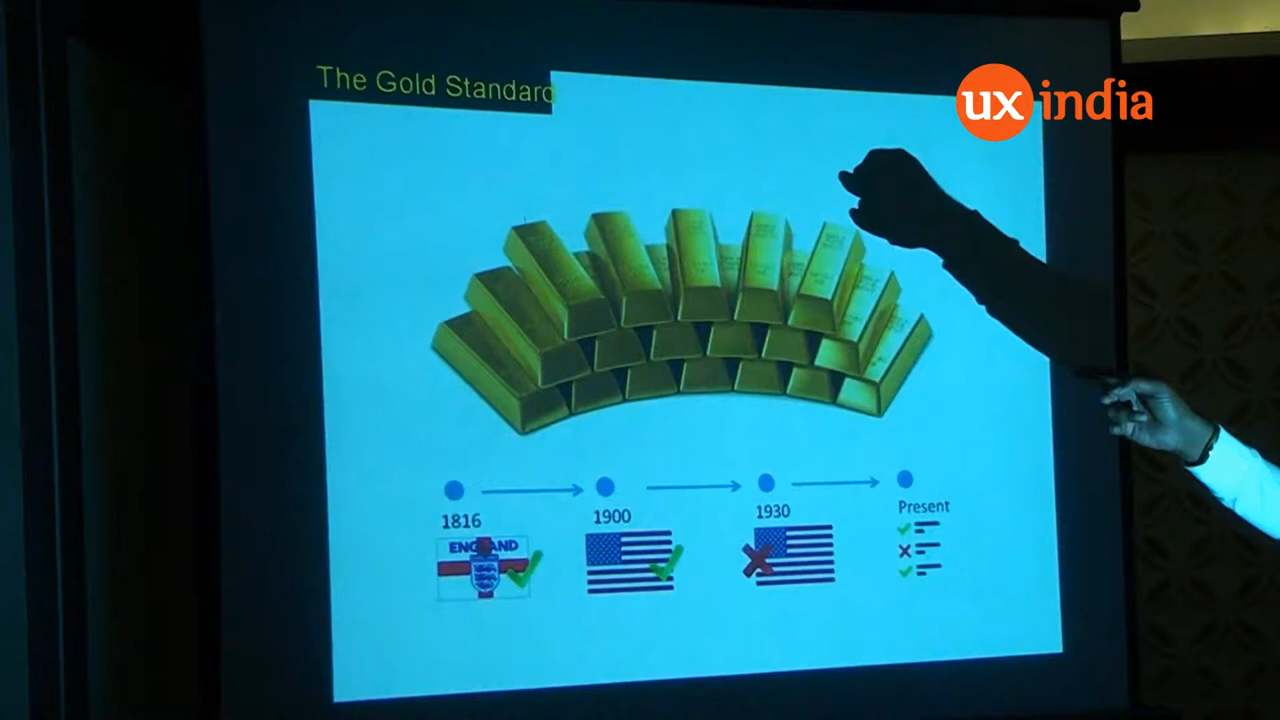 The Gold Standard
ux india
1816
1900
1930
Present
ENGLAND